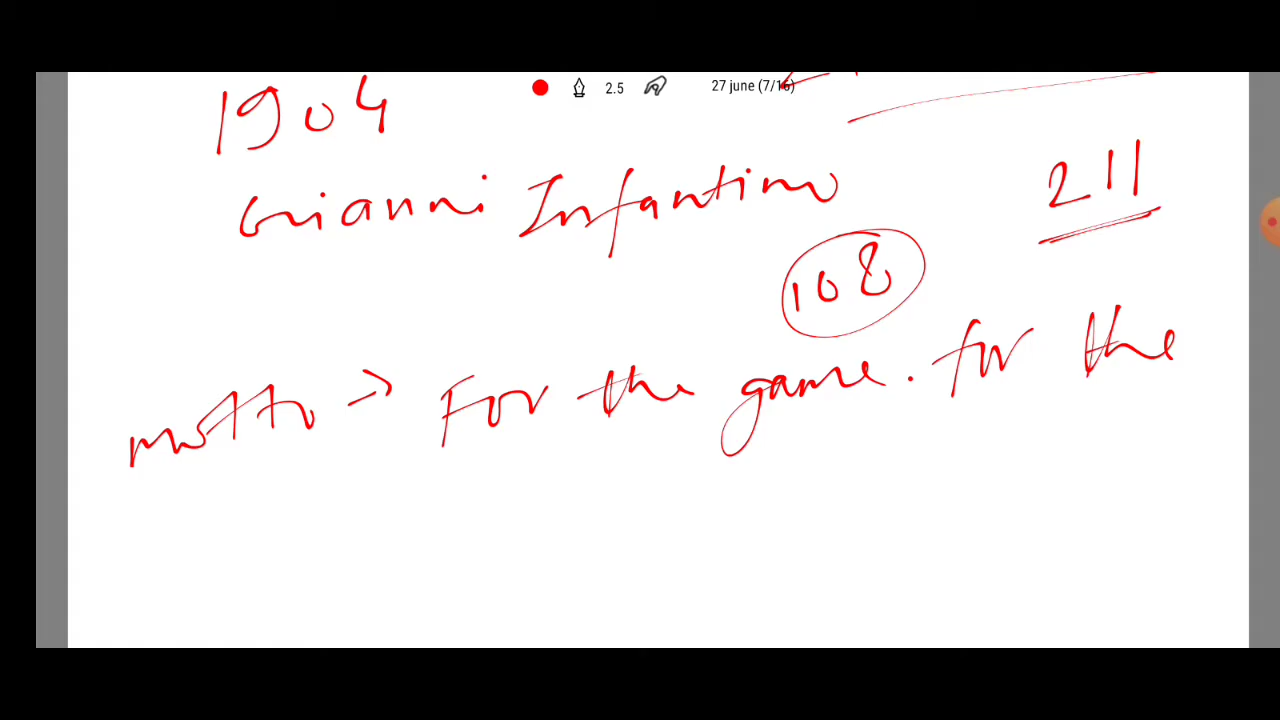 2.5 27 june (7/16)
1904
Gianni Infantino 211
108
motto → For the game. for the